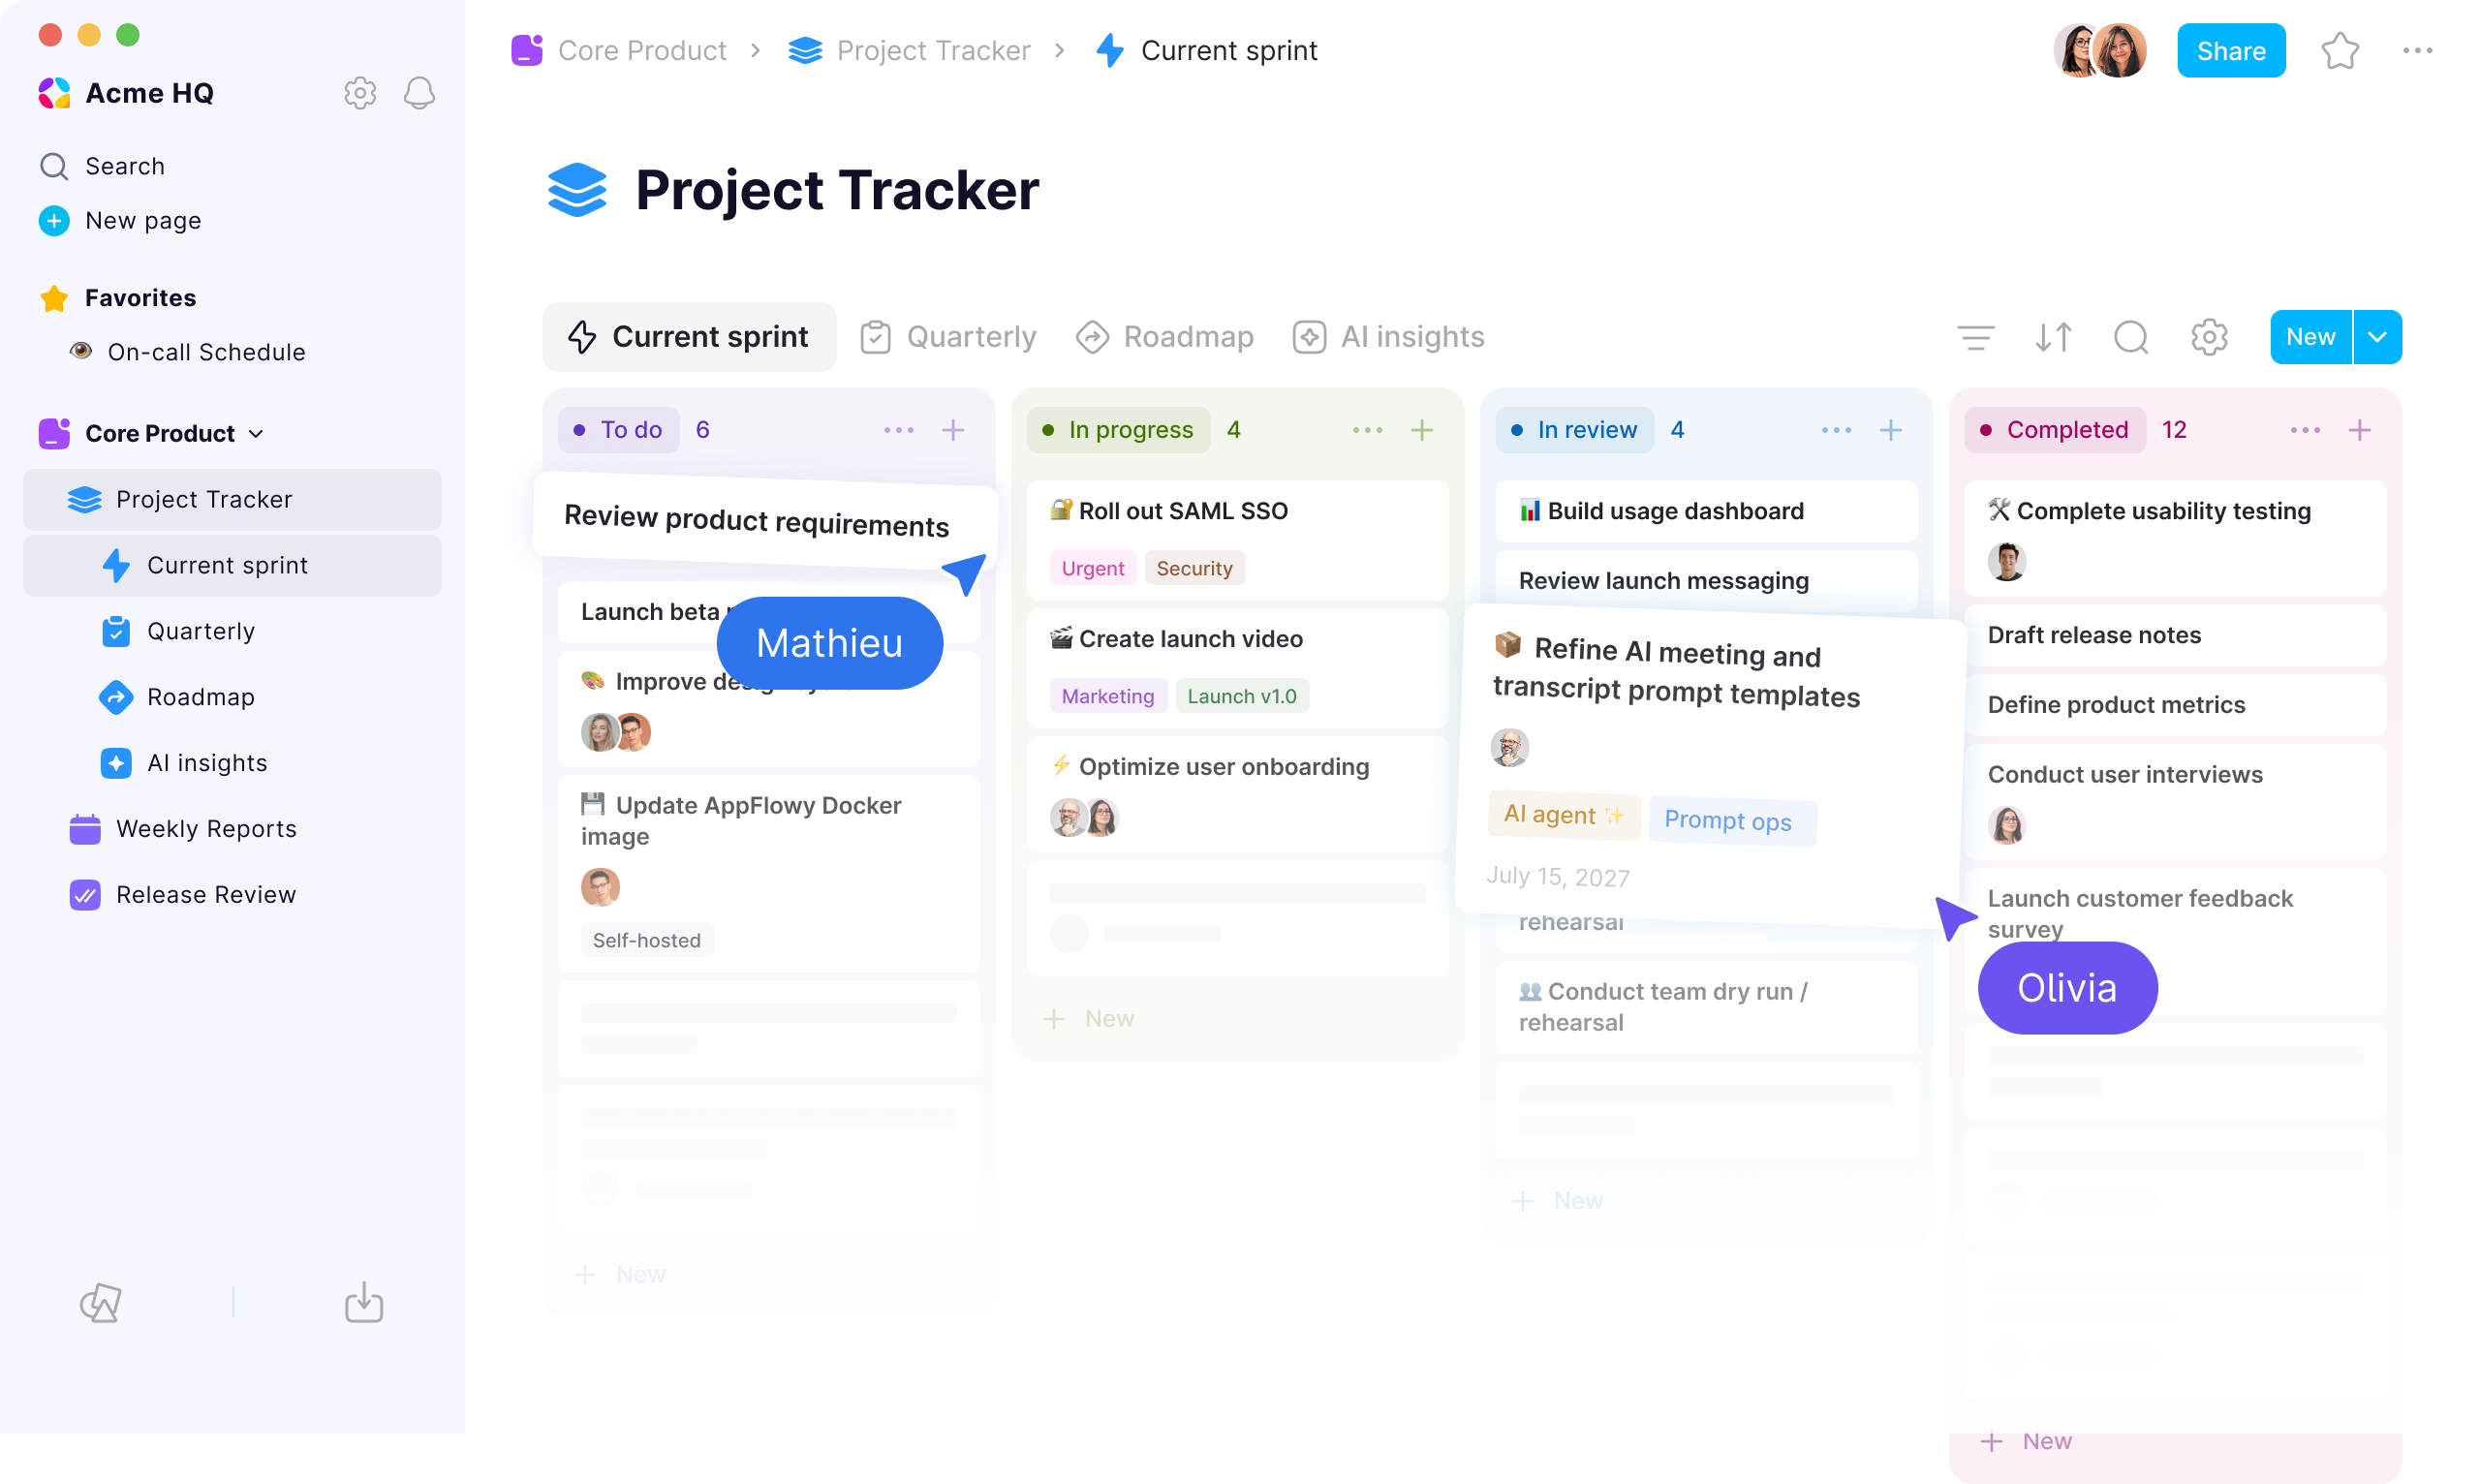 Acme HQ
Search
New page
Favorites
On-call Schedule
Core Product
Project Tracker
Current sprint
Quarterly
Roadmap
AI insights
Weekly Reports
Release Review
Core Product > Project Tracker > Current sprint
Share
Project Tracker
Current sprint Quarterly Roadmap AI insights
New
To do 6
Review product requirements
Launch beta
Mathieu
Improve
Update AppFlowy Docker
image
Self-hosted
New
In progress 4
Roll out SAML SSO
Urgent Security
Create launch video
Marketing Launch v1.0
Optimize user onboarding
New
In review 4
Build usage dashboard
Review launch messaging
Refine AI meeting and
transcript prompt templates
AI agent ✨ Prompt ops
July 15, 2027
rehearsal
Conduct team dry run /
rehearsal
New
Completed 12
Complete usability testing
Draft release notes
Define product metrics
Conduct user interviews
Launch customer feedback
survey
Olivia
New